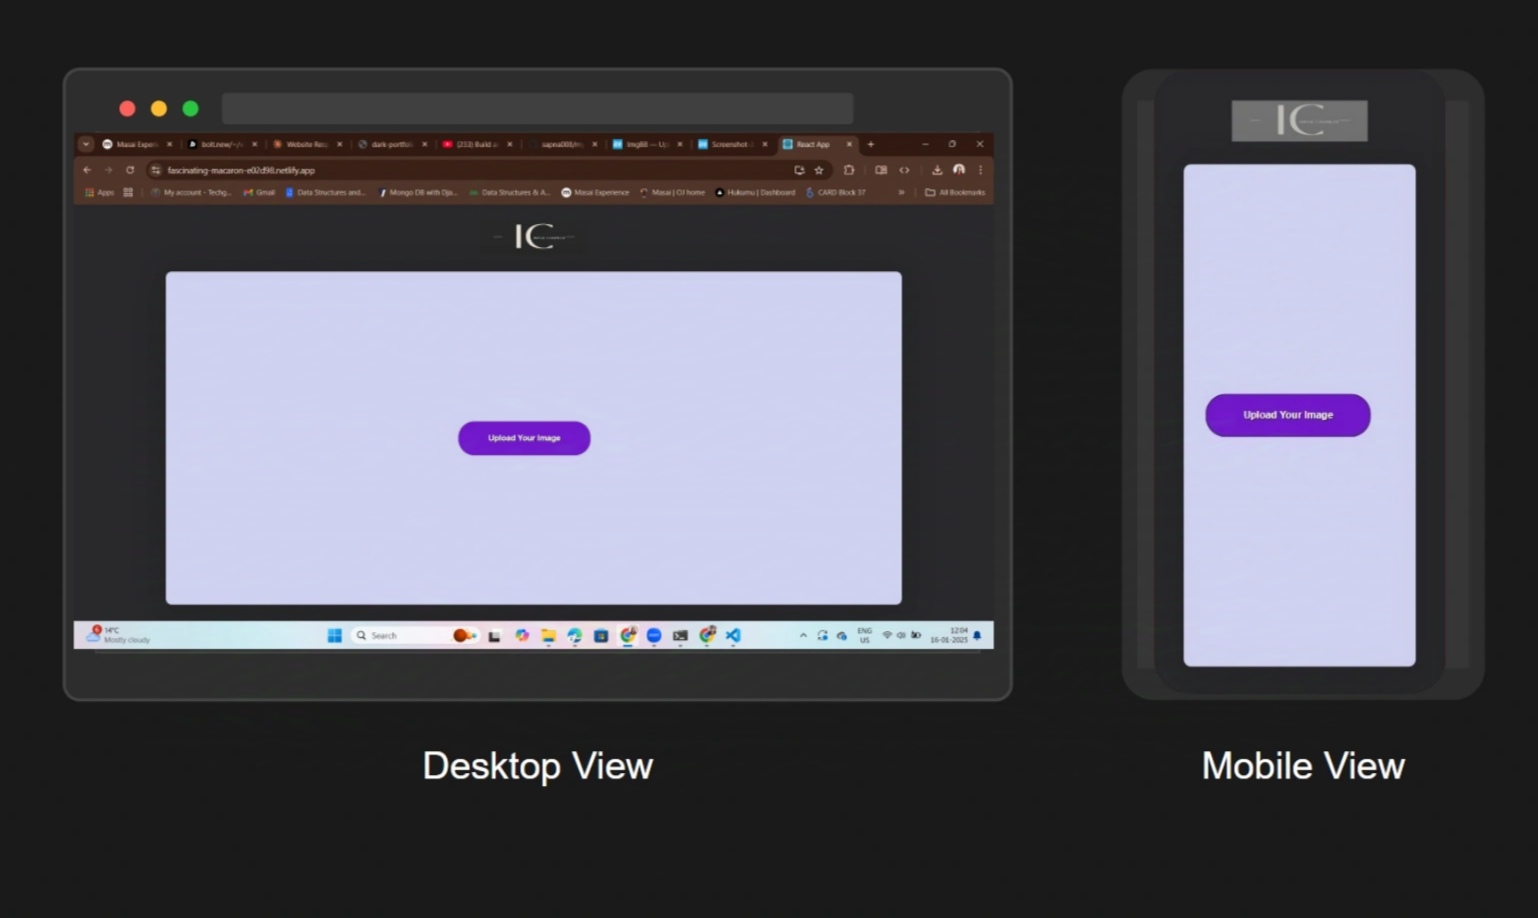 Masai Experi
bolt.new/~/
Website Resp
dark-portfoli
(233) Build a
sapna008/m
ImgBB — Up
Screenshot-
React App
fascinating-macaron-e02d98.netlify.app
Apps
My account - Techg...
Gmail
Data Structures and...
Mongo DB with Dja...
Data Structures & A...
Masai Experience
Masai | GI home
Hukumu | Dashboard
CARD Block 37
All Bookmarks
IC
IC
Upload Your Image
Upload Your Image
14°C
Mostly cloudy
Search
ENG
US
12:04
16-01-2025
Desktop View
Mobile View